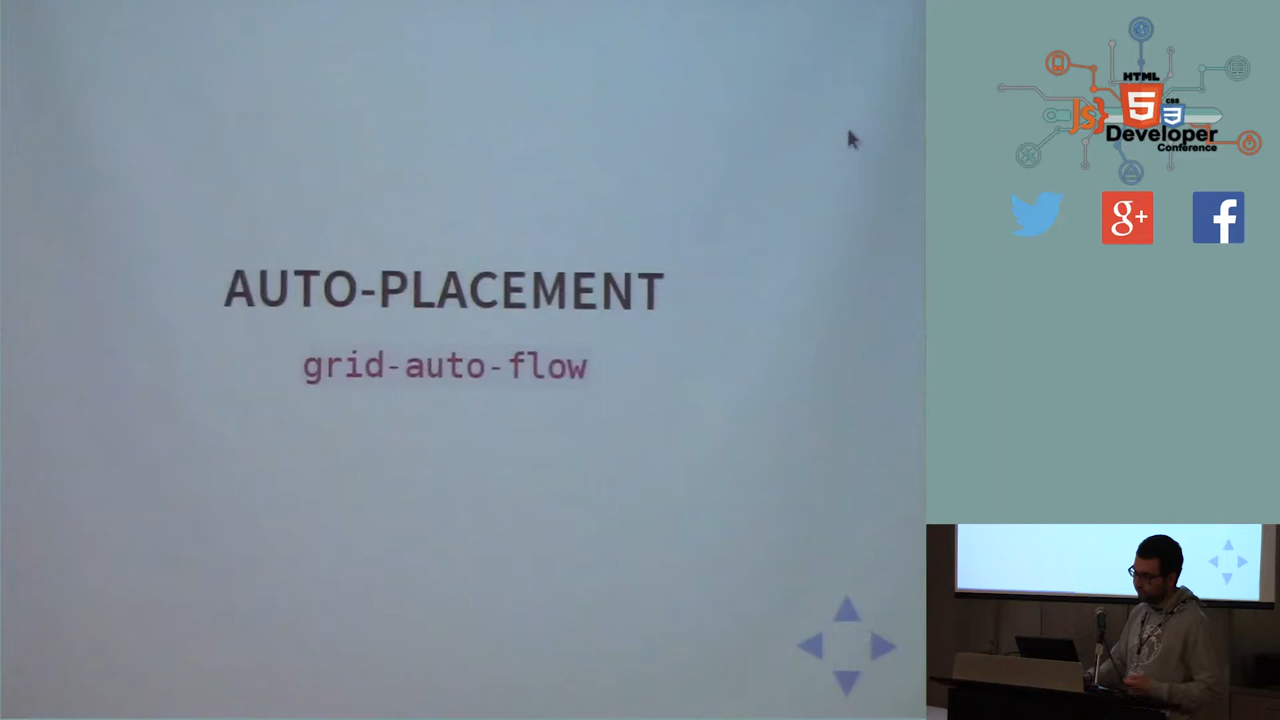 AUTO-PLACEMENT
grid-auto-flow
HTML
5
CSS
3
JS}
Developer
Conference
g+
f